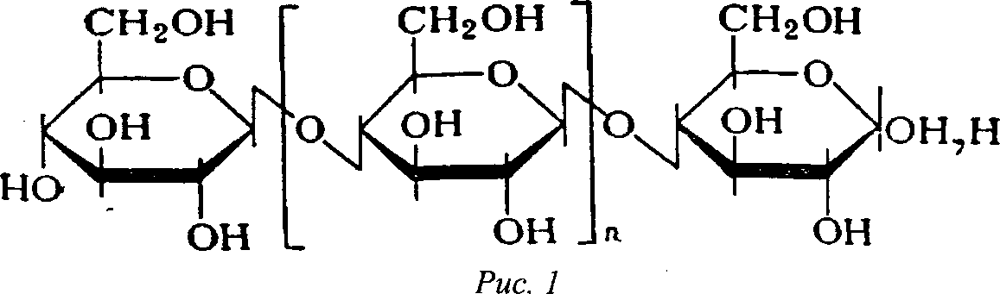 CH₂OH CH₂OH CH₂OH
O O O
OH OH OH
O O OH,H
HO
OH OH n OH
Рис. 1